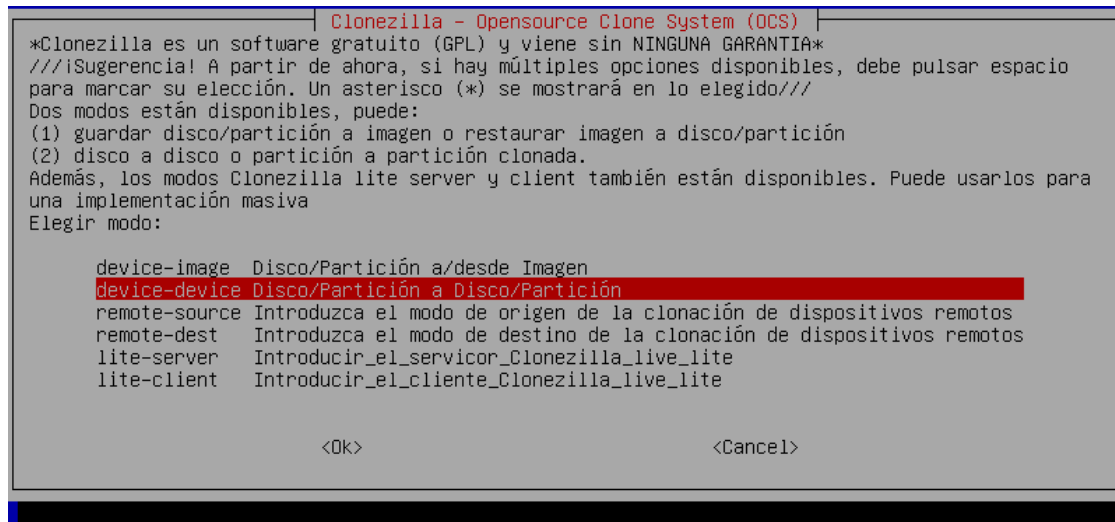 Clonezilla - Opensource Clone System (OCS)
*Clonezilla es un software gratuito (GPL) y viene sin NINGUNA GARANTIA*
///¡Sugerencia! A partir de ahora, si hay múltiples opciones disponibles, debe pulsar espacio
para marcar su elección. Un asterisco (*) se mostrará en lo elegido///
Dos modos están disponibles, puede:
(1) guardar disco/partición a imagen o restaurar imagen a disco/partición
(2) disco a disco o partición a partición clonada.
Además, los modos Clonezilla lite server y client también están disponibles. Puede usarlos para
una implementación masiva
Elegir modo:
device-image Disco/Partición a/desde Imagen
device-device Disco/Partición a Disco/Partición
remote-source Introduzca el modo de origen de la clonación de dispositivos remotos
remote-dest Introduzca el modo de destino de la clonación de dispositivos remotos
lite-server Introducir_el_servicor_Clonezilla_live_lite
lite-client Introducir_el_cliente_Clonezilla_live_lite
<Ok> <Cancel>